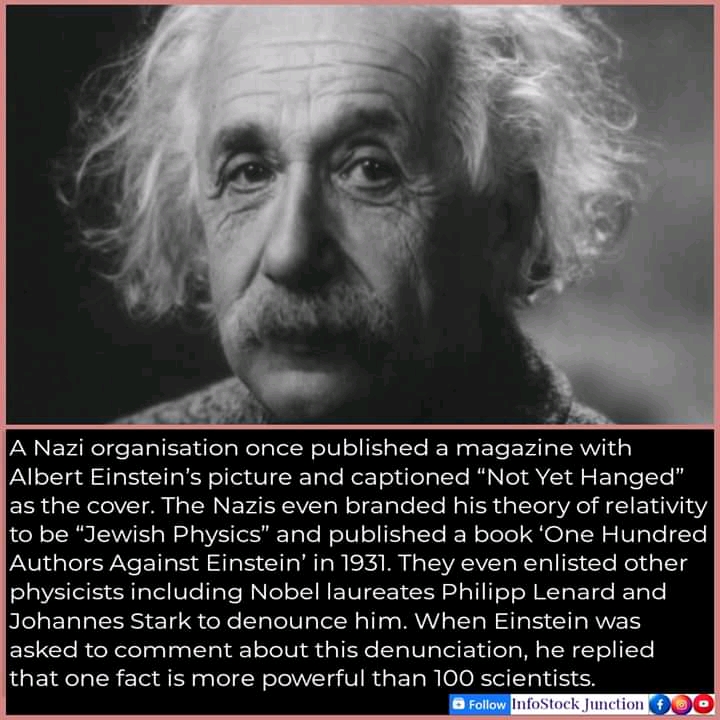 A Nazi organisation once published a magazine with
Albert Einstein’s picture and captioned “Not Yet Hanged”
as the cover. The Nazis even branded his theory of relativity
to be “Jewish Physics” and published a book ‘One Hundred
Authors Against Einstein’ in 1931. They even enlisted other
physicists including Nobel laureates Philipp Lenard and
Johannes Stark to denounce him. When Einstein was
asked to comment about this denunciation, he replied
that one fact is more powerful than 100 scientists.
Follow InfoStock Junction